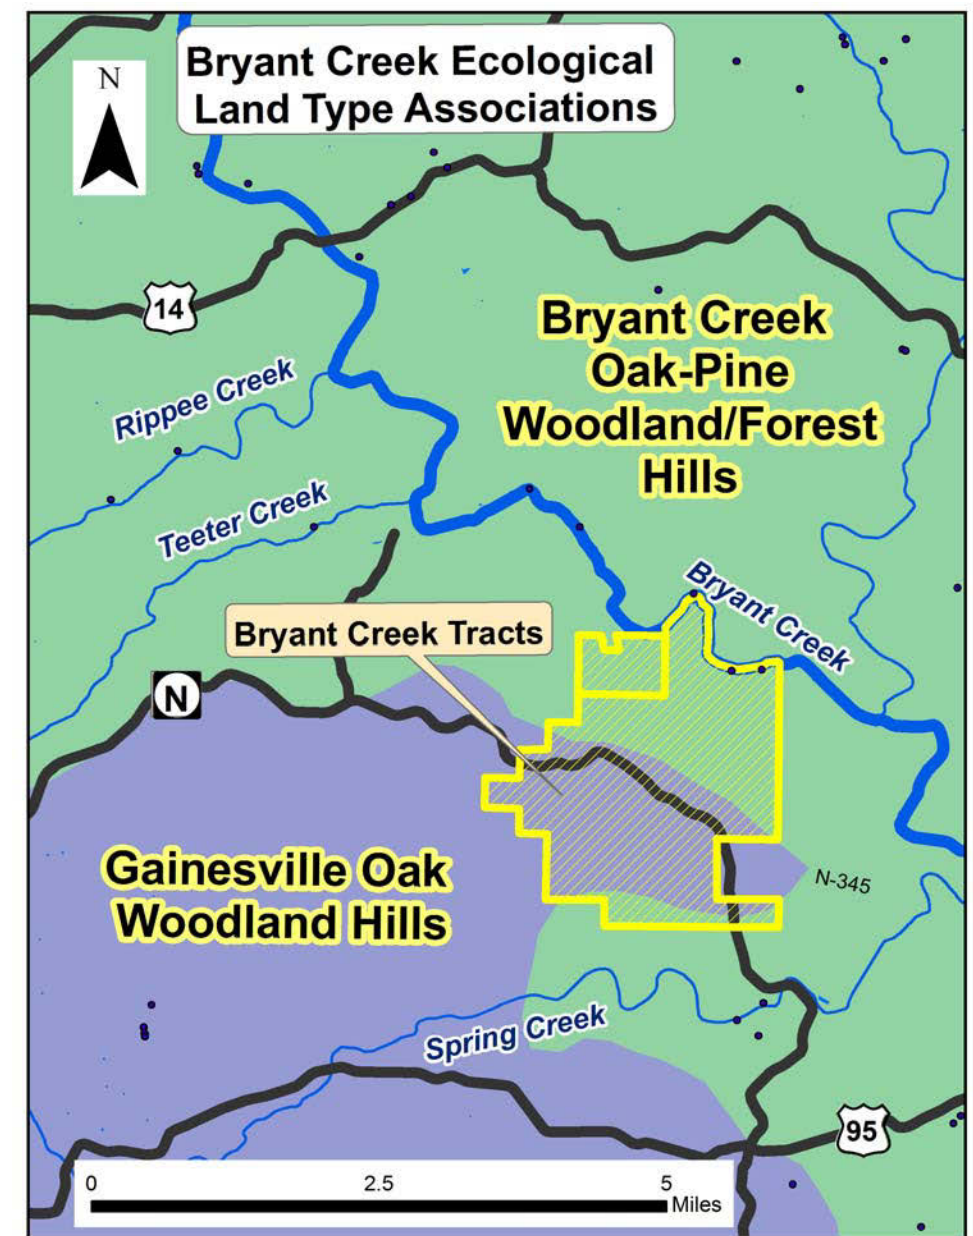 Bryant Creek Ecological
Land Type Associations
N
14
Bryant Creek
Oak-Pine
Woodland/Forest
Hills
Rippee Creek
Teeter Creek
Bryant Creek
Bryant Creek Tracts
N
Gainesville Oak
Woodland Hills
N-345
Spring Creek
95
0 2.5 5
Miles